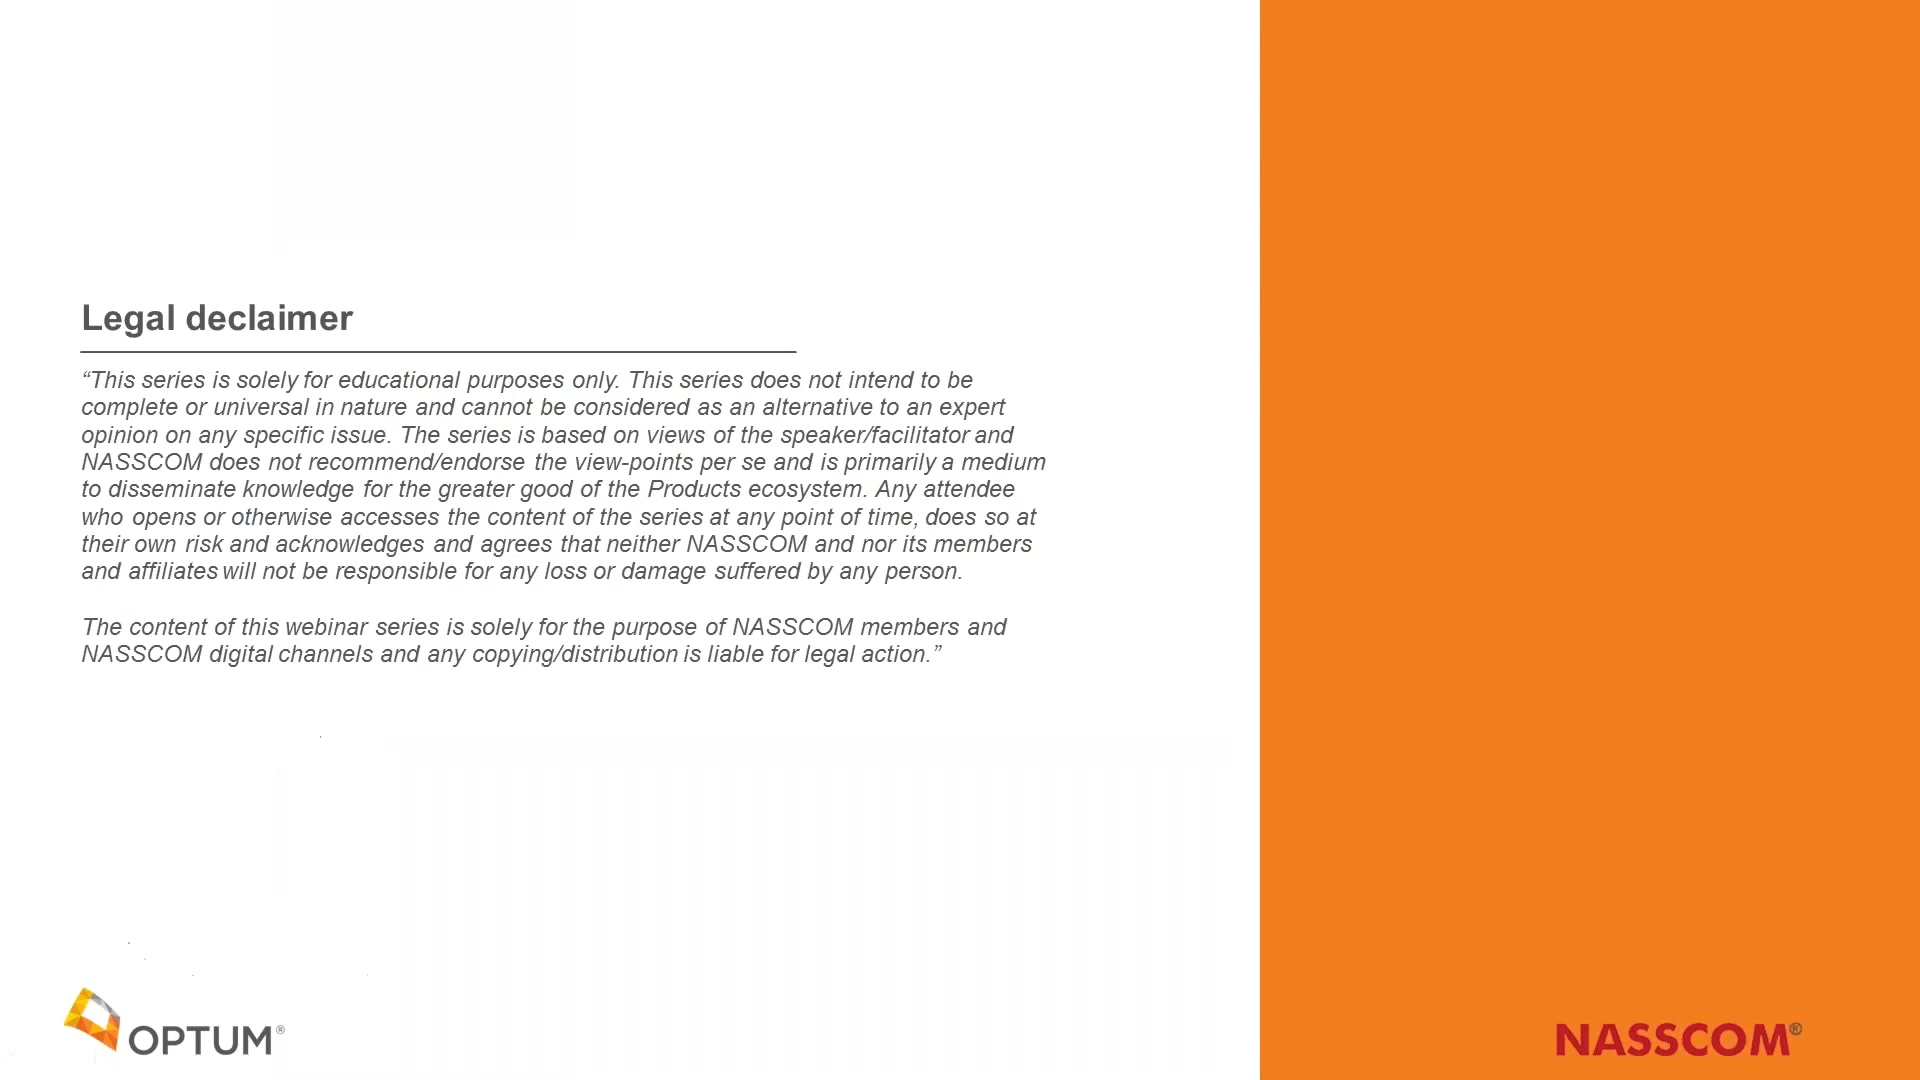 Legal declaimer
“This series is solely for educational purposes only. This series does not intend to be
complete or universal in nature and cannot be considered as an alternative to an expert
opinion on any specific issue. The series is based on views of the speaker/facilitator and
NASSCOM does not recommend/endorse the view-points per se and is primarily a medium
to disseminate knowledge for the greater good of the Products ecosystem. Any attendee
who opens or otherwise accesses the content of the series at any point of time, does so at
their own risk and acknowledges and agrees that neither NASSCOM and nor its members
and affiliates will not be responsible for any loss or damage suffered by any person.
The content of this webinar series is solely for the purpose of NASSCOM members and
NASSCOM digital channels and any copying/distribution is liable for legal action.”
OPTUM®
NASSCOM®